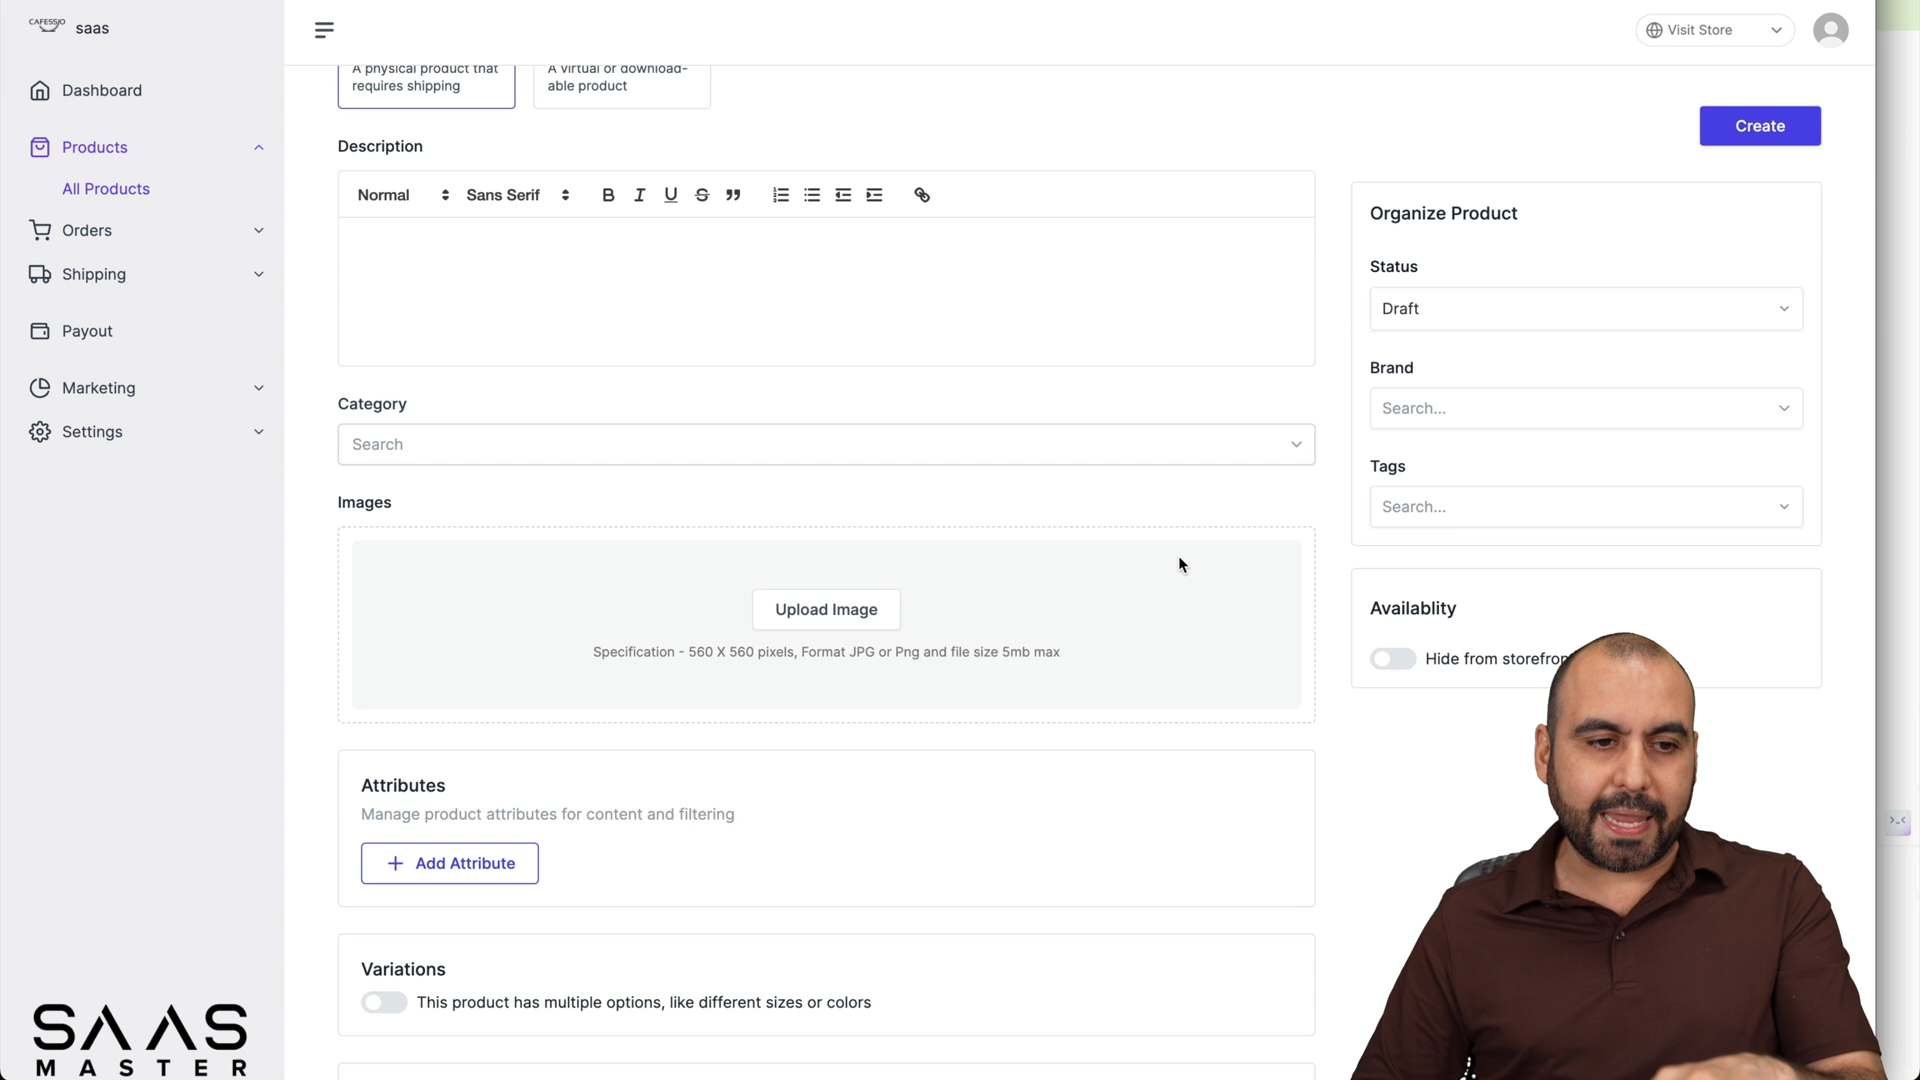 CAFESSIO
saas
Visit Store
Dashboard
Products
All Products
Orders
Shipping
Payout
Marketing
Settings
SAAS
MASTER
A physical product that
requires shipping
A virtual or download-
able product
Create
Description
Normal
Sans Serif
Category
Search
Images
Upload Image
Specification - 560 X 560 pixels, Format JPG or Png and file size 5mb max
Attributes
Manage product attributes for content and filtering
Add Attribute
Variations
This product has multiple options, like different sizes or colors
Organize Product
Status
Draft
Brand
Search...
Tags
Search...
Availablity
Hide from storefron